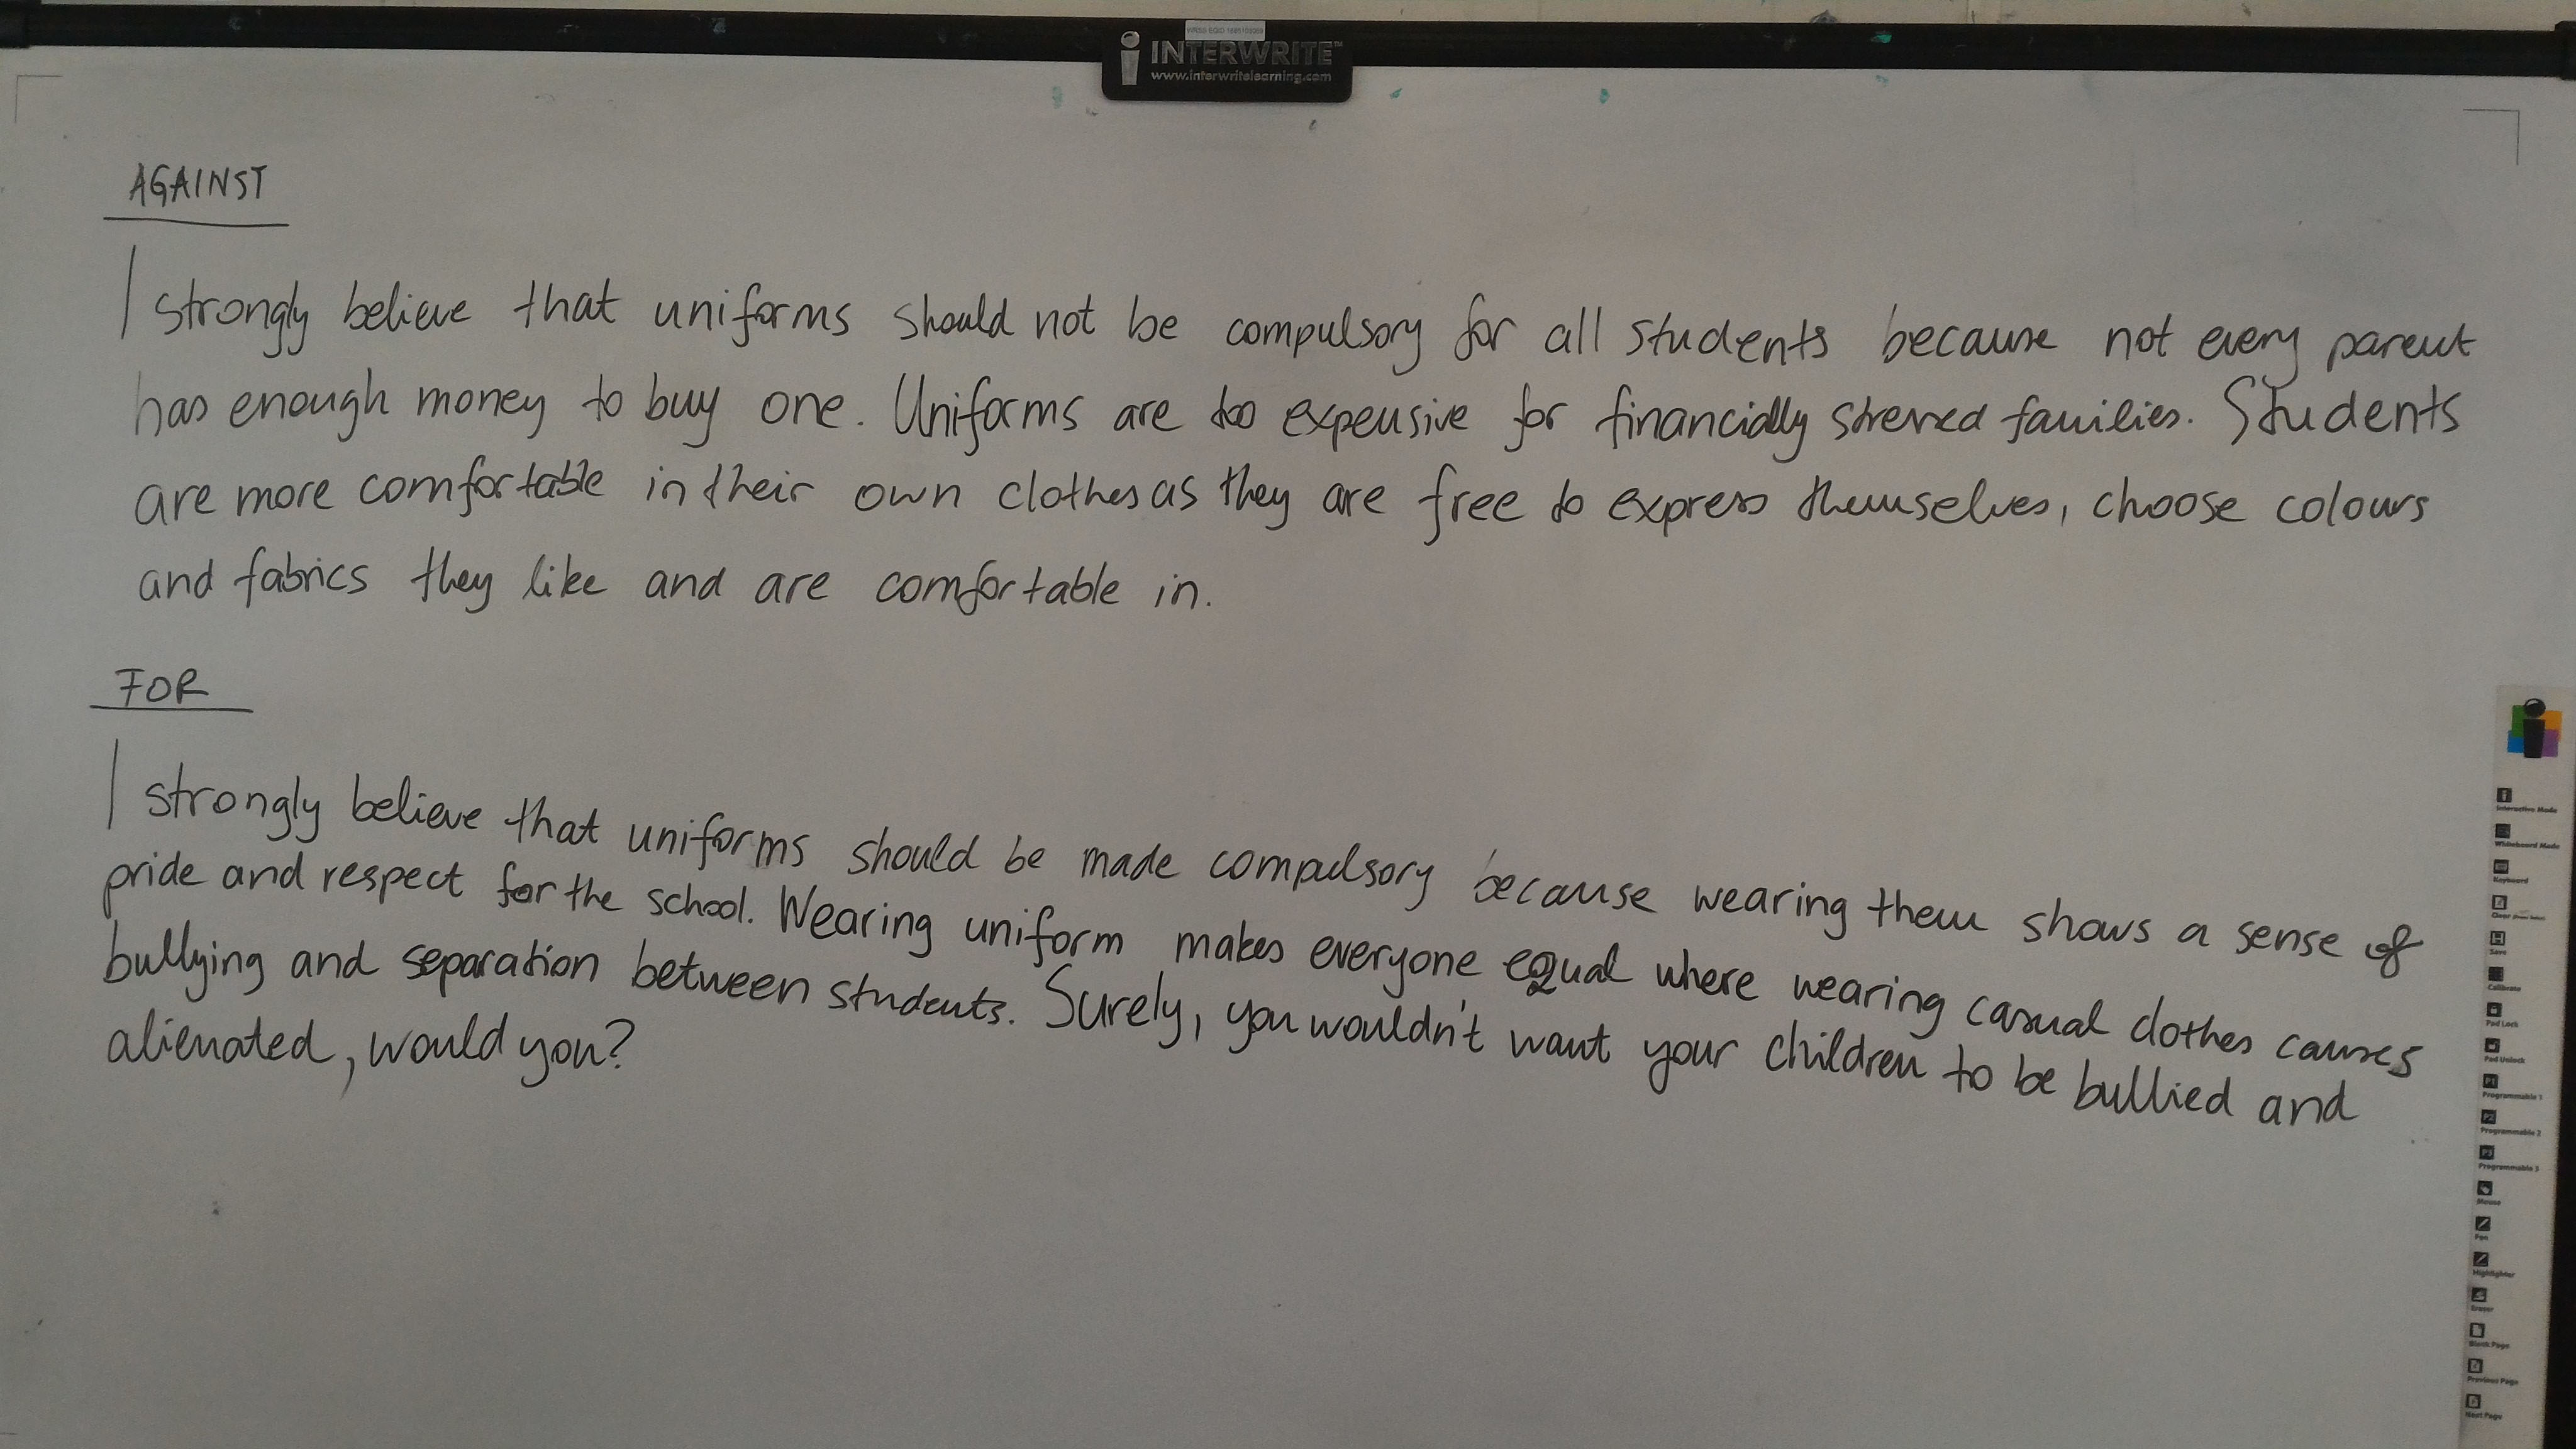 WRSS EQID 1885109009
INTERWRITE™
www.interwritelearning.com
AGAINST
I strongly believe that uniforms should not be compulsory for all students because not every parent
has enough money to buy one. Uniforms are too expensive for financially stressed families. Students
are more comfortable in their own clothes as they are free to express themselves, choose colours
and fabrics they like and are comfortable in.
FOR
I strongly believe that uniforms should be made compulsory because wearing them shows a sense of
pride and respect for the school. Wearing uniform makes everyone equal where wearing casual clothes causes
bullying and separation between students. Surely, you wouldn't want your children to be bullied and
alienated, would you?
Interactive Mode
Whiteboard Mode
Keyboard
Save
Calibrate
Pad Lock
Pad Unlock
Programmable 1
Programmable 2
Programmable 3
Mouse
Pen
Highlighter
Eraser
Blank Page
Previous Page
Next Page